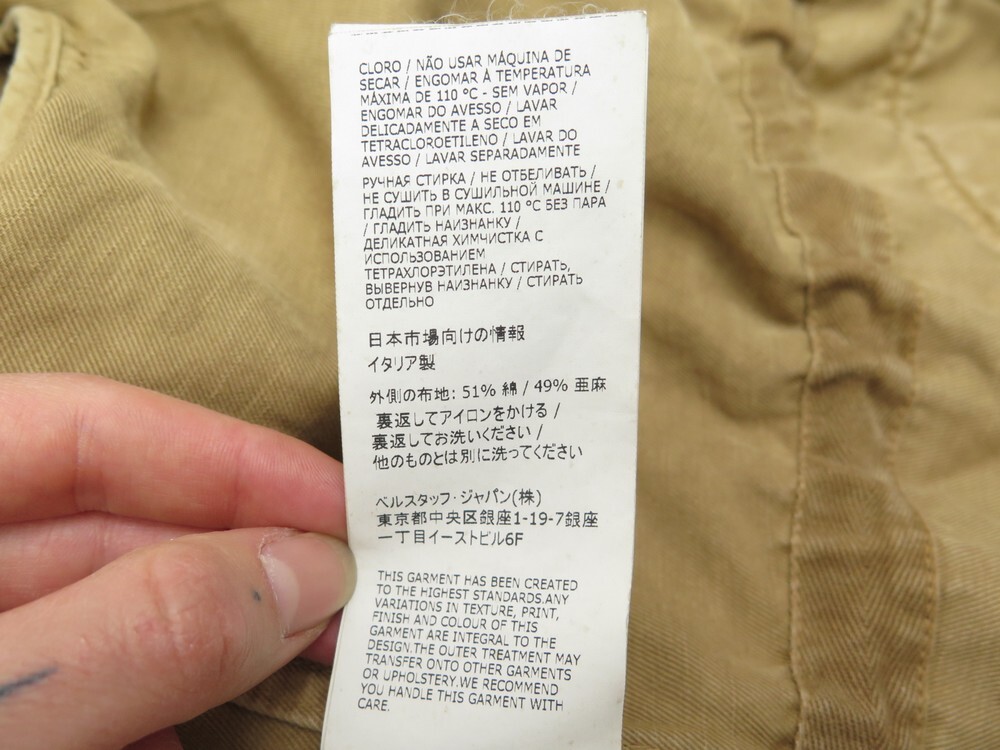 CLORO / NÃO USAR MÁQUINA DE
SECAR / ENGOMAR À TEMPERATURA
MÁXIMA DE 110 °C - SEM VAPOR /
ENGOMAR DO AVESSO / LAVAR
DELICADAMENTE A SECO EM
TETRACLOROETILENO / LAVAR DO
AVESSO / LAVAR SEPARADAMENTE
РУЧНАЯ СТИРКА / НЕ ОТБЕЛИВАТЬ /
НЕ СУШИТЬ В СУШИЛЬНОЙ МАШИНЕ /
ГЛАДИТЬ ПРИ МАКС. 110 °C БЕЗ ПАРА
/ ГЛАДИТЬ НАИЗНАНКУ /
ДЕЛИКАТНАЯ ХИМЧИСТКА С
ИСПОЛЬЗОВАНИЕМ
ТЕТРАХЛОРЭТИЛЕНА / СТИРАТЬ,
ВЫВЕРНУВ НАИЗНАНКУ / СТИРАТЬ
ОТДЕЛЬНО
日本市場向けの情報
イタリア製
外側の布地: 51% 綿 / 49% 亜麻
裏返してアイロンをかける /
裏返してお洗いください /
他のものとは別に洗ってください
ベルスタッフ・ジャパン(株)
東京都中央区銀座1-19-7銀座
一丁目イーストビル6F
THIS GARMENT HAS BEEN CREATED
TO THE HIGHEST STANDARDS.ANY
VARIATIONS IN TEXTURE, PRINT,
FINISH AND COLOUR OF THIS
GARMENT ARE INTEGRAL TO THE
DESIGN.THE OUTER TREATMENT MAY
TRANSFER ONTO OTHER GARMENTS
OR UPHOLSTERY.WE RECOMMEND
YOU HANDLE THIS GARMENT WITH
CARE.